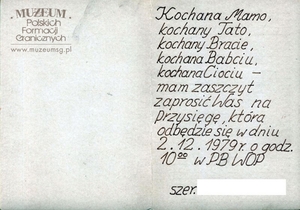 MUZEUM
Polskich
Formacji
Granicznych
www.muzeumsg.pl
Kochana Mamo,
kochany Tato,
kochany Bracie,
kochana Babciu,
kochana Ciociu –
mam zaszczyt
zaprosić Was na
Przysięgę, która
odbędzie się w dniu
2.12.1979 r. o godz.
10⁰⁰ w PB WOP
szer.